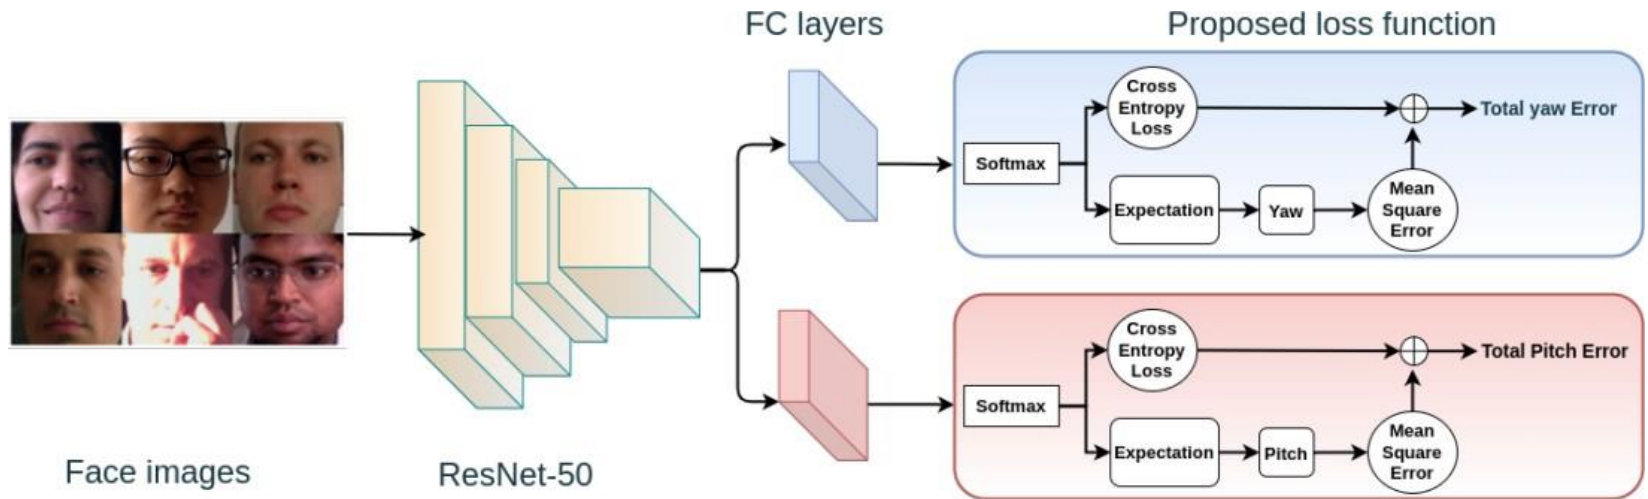 FC layers
Proposed loss function
Cross
Entropy
Loss
Total yaw Error
Softmax
Expectation
Yaw
Mean
Square
Error
Cross
Entropy
Loss
Total Pitch Error
Softmax
Expectation
Pitch
Mean
Square
Error
Face images
ResNet-50